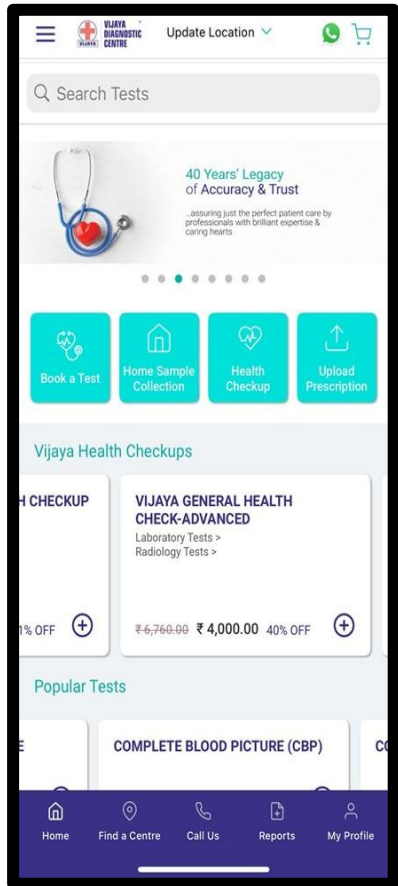 VIJAYA
DIAGNOSTIC
CENTRE
VIJAYA
Update Location
Search Tests
40 Years' Legacy
of Accuracy & Trust
...assuring just the perfect patient care by
professionals with brilliant expertise &
caring hearts
Book a Test
Home Sample
Collection
Health
Checkup
Upload
Prescription
Vijaya Health Checkups
H CHECKUP
1% OFF
VIJAYA GENERAL HEALTH
CHECK-ADVANCED
Laboratory Tests >
Radiology Tests >
₹ 6,760.00 ₹ 4,000.00 40% OFF
Popular Tests
E
COMPLETE BLOOD PICTURE (CBP)
CO
Home
Find a Centre
Call Us
Reports
My Profile